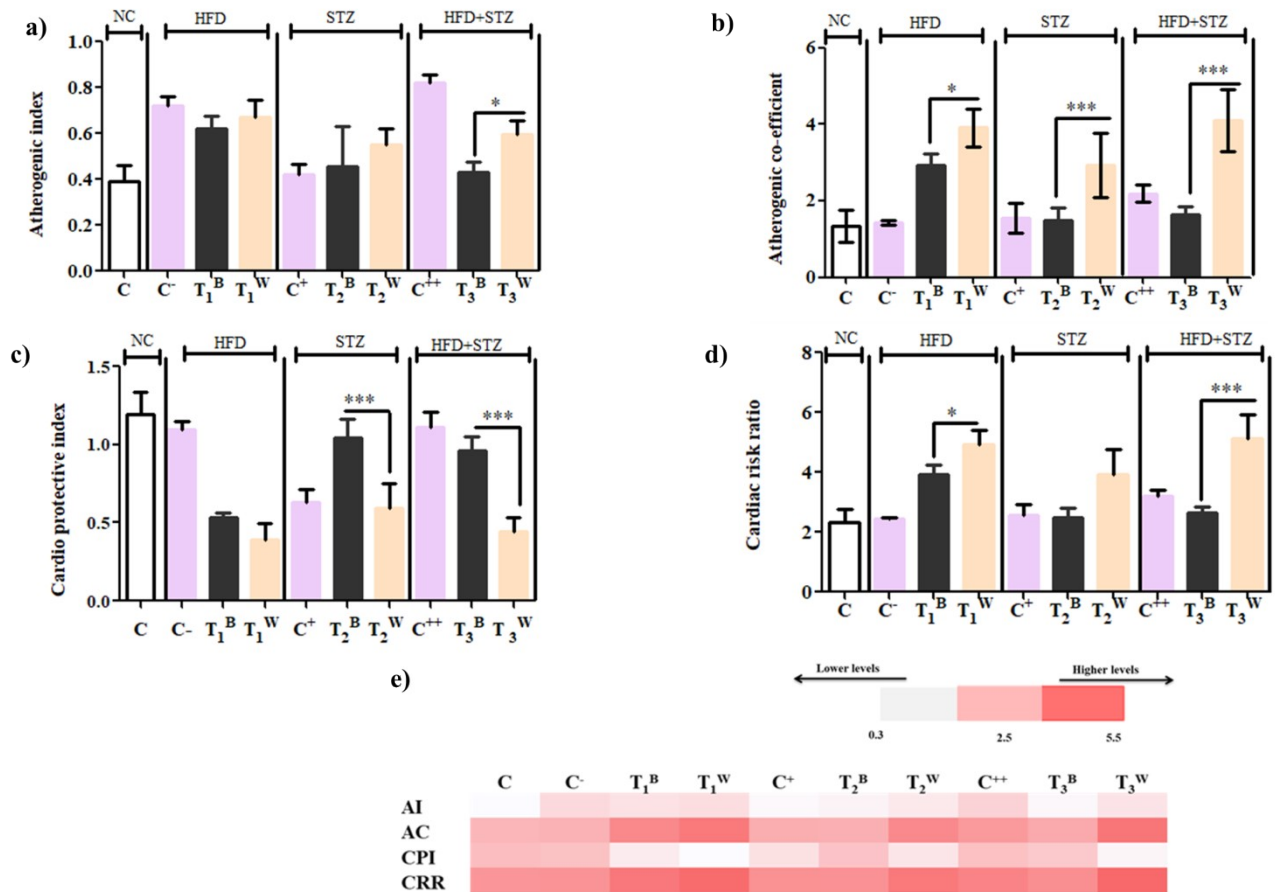 a)
NC HFD STZ HFD+STZ
Atherogenic index
1.0
0.8
0.6
0.4
0.2
0.0
*
C C- T1B T1W C+ T2B T2W C++ T3B T3W
b)
NC HFD STZ HFD+STZ
Atherogenic co-efficient
6
4
2
0
* *** ***
C C- T1B T1W C+ T2B T2W C++ T3B T3W
c)
NC HFD STZ HFD+STZ
Cardio protective index
1.5
1.0
0.5
0.0
*** ***
C C- T1B T1W C+ T2B T2W C++ T3B T3W
d)
NC HFD STZ HFD+STZ
Cardiac risk ratio
8
6
4
2
0
* ***
C C- T1B T1W C+ T2B T2W C++ T3B T3W
e)
Lower levels Higher levels
0.3 2.5 5.5
C C- T1B T1W C+ T2B T2W C++ T3B T3W
AI
AC
CPI
CRR